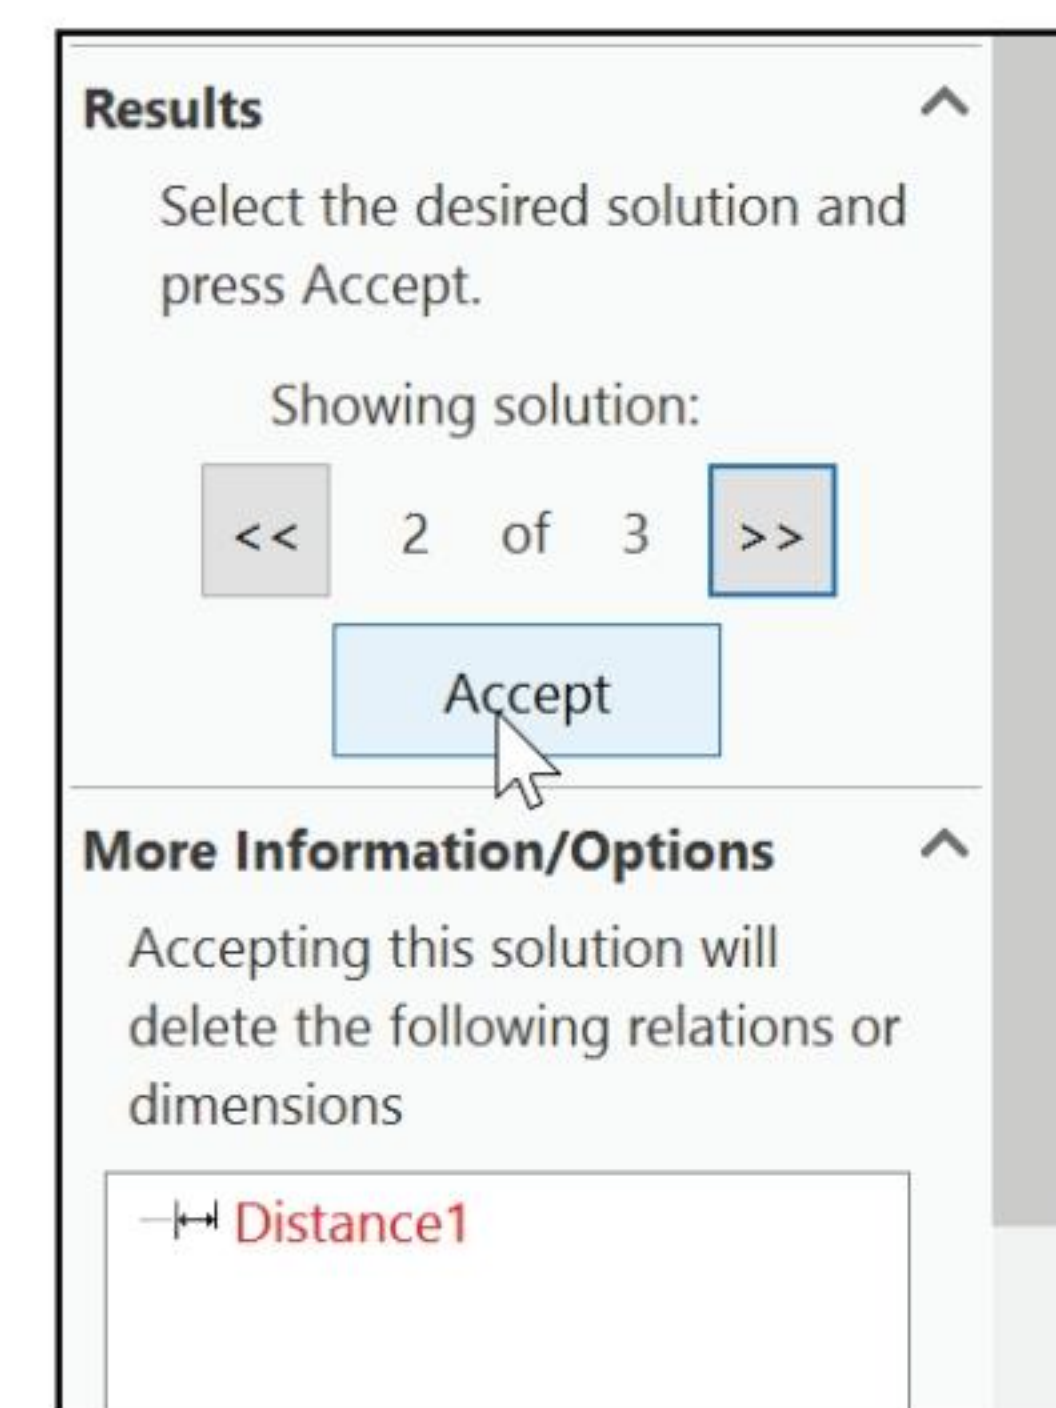 Results
Select the desired solution and
press Accept.
Showing solution:
<< 2 of 3 >>
Accept
More Information/Options
Accepting this solution will
delete the following relations or
dimensions
Distance1